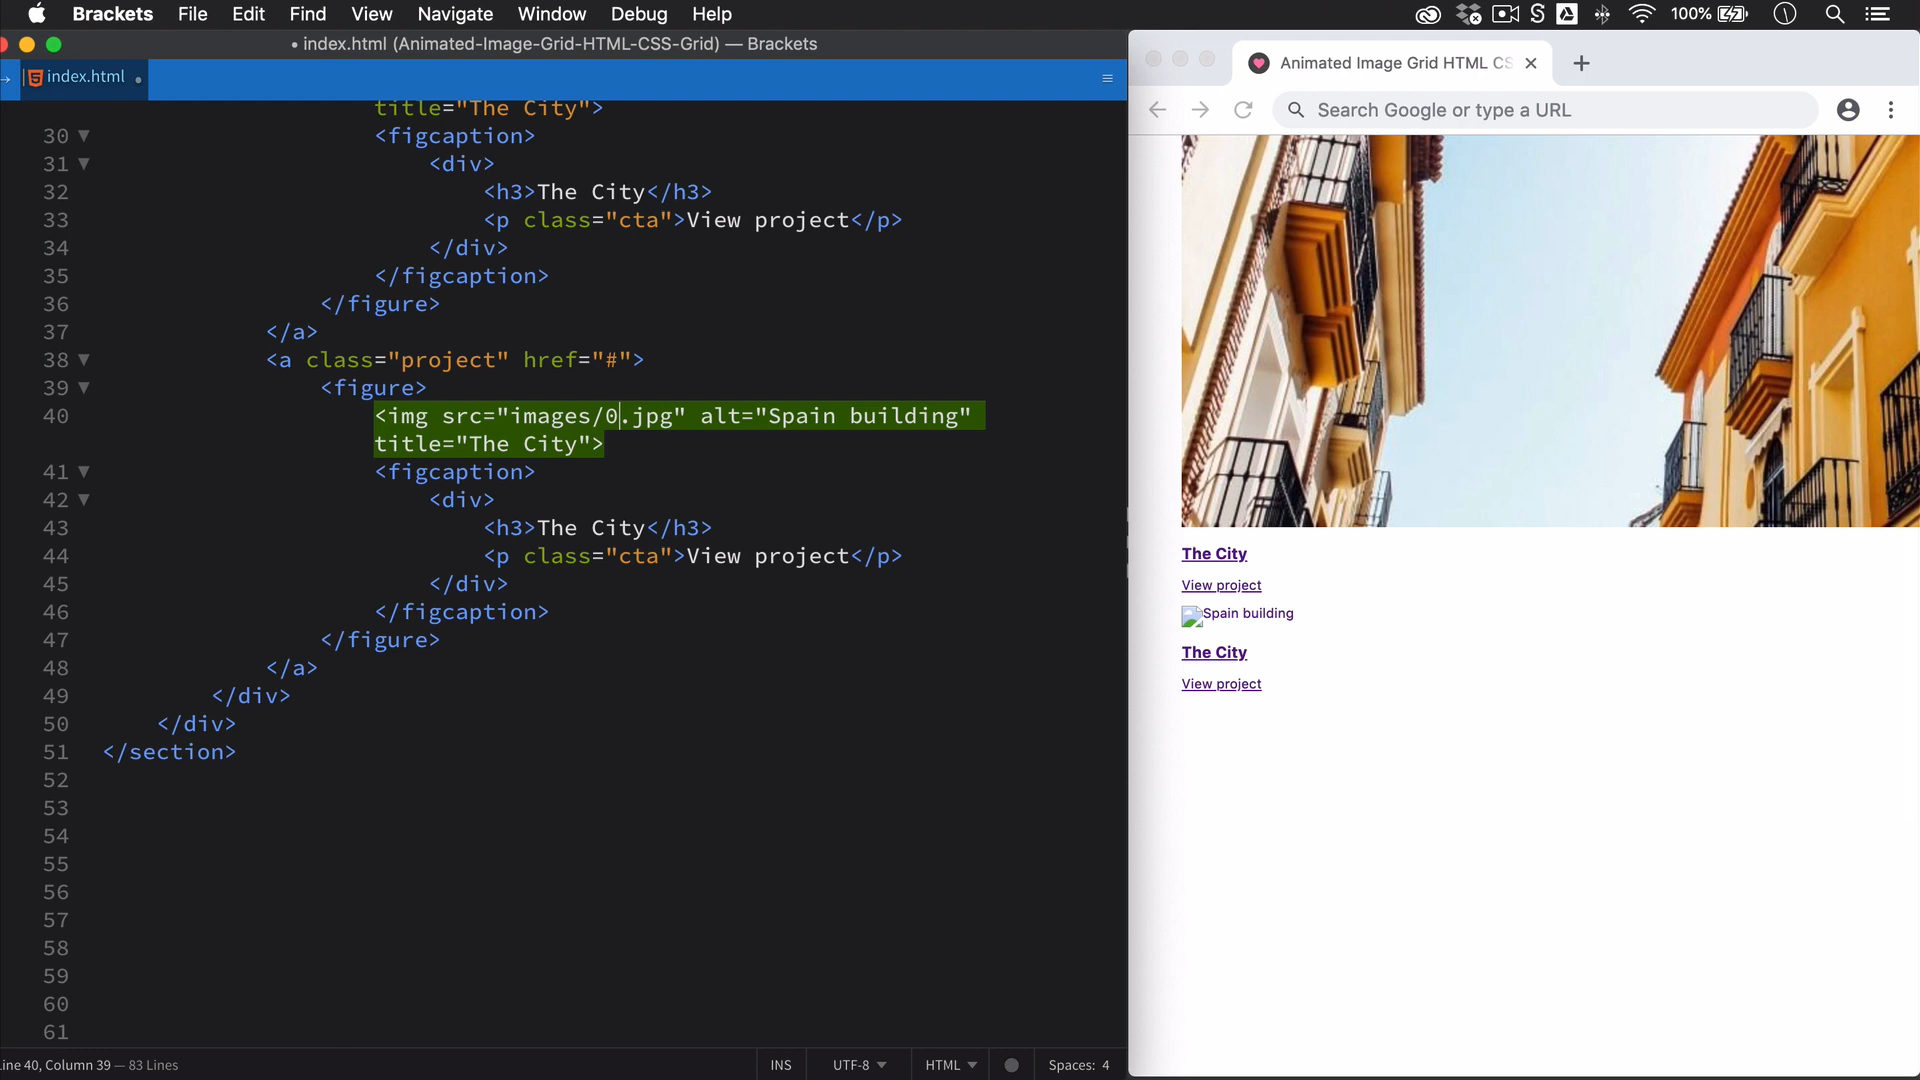 Brackets File Edit Find View Navigate Window Debug Help 100%
• index.html (Animated-Image-Grid-HTML-CSS-Grid) — Brackets
index.html
title="The City">
30 <figcaption>
31 <div>
32 <h3>The City</h3>
33 <p class="cta">View project</p>
34 </div>
35 </figcaption>
36 </figure>
37 </a>
38 <a class="project" href="#">
39 <figure>
40 <img src="images/0.jpg" alt="Spain building"
title="The City">
41 <figcaption>
42 <div>
43 <h3>The City</h3>
44 <p class="cta">View project</p>
45 </div>
46 </figcaption>
47 </figure>
48 </a>
49 </div>
50 </div>
51 </section>
52
53
54
55
56
57
58
59
60
61
ine 40, Column 39 — 83 Lines
INS UTF-8 HTML Spaces: 4
Animated Image Grid HTML CS
Search Google or type a URL
The City
View project
Spain building
The City
View project